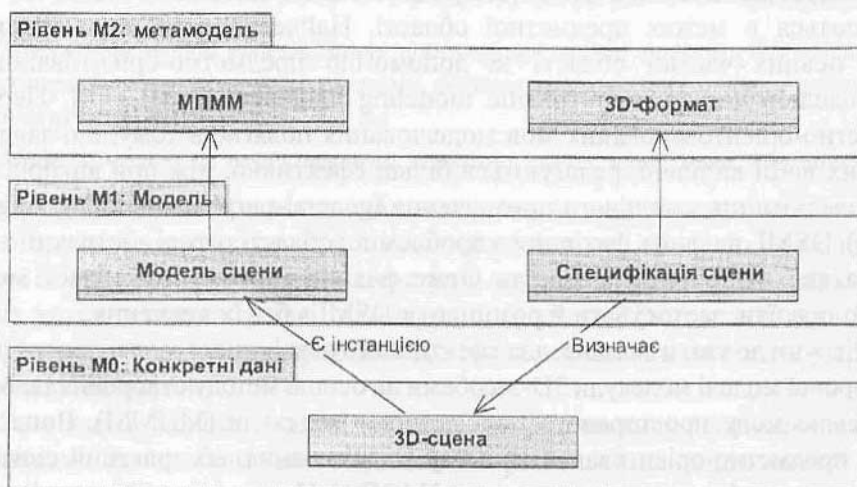 Рівень М2: метамодель
МПММ
3D-формат
Рівень М1: Модель
Модель сцени
Специфікація сцени
Є інстанцією
Визначає
Рівень М0: Конкретні дані
3D-сцена